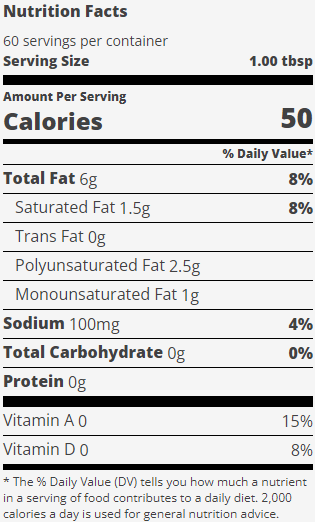 Nutrition Facts
60 servings per container
Serving Size 1.00 tbsp
Amount Per Serving
Calories 50
% Daily Value*
Total Fat 6g 8%
Saturated Fat 1.5g 8%
Trans Fat 0g
Polyunsaturated Fat 2.5g
Monounsaturated Fat 1g
Sodium 100mg 4%
Total Carbohydrate 0g 0%
Protein 0g
Vitamin A 0 15%
Vitamin D 0 8%
* The % Daily Value (DV) tells you how much a nutrient
in a serving of food contributes to a daily diet. 2,000
calories a day is used for general nutrition advice.